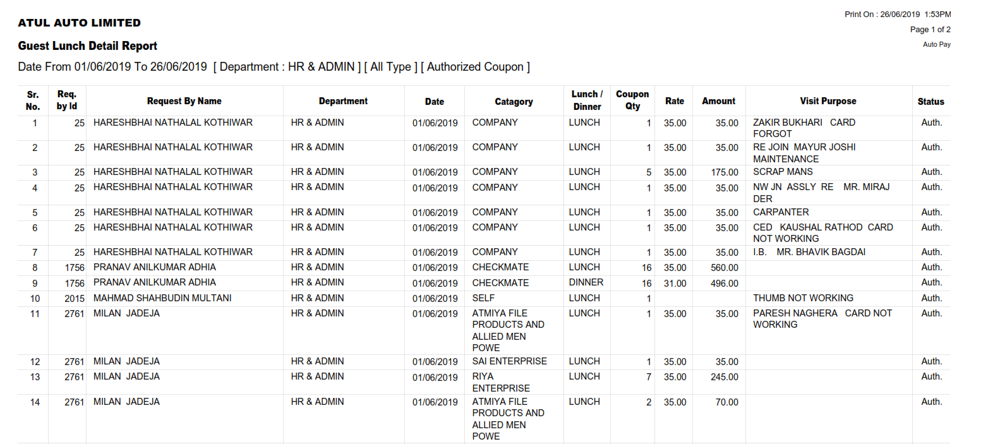 Print On : 26/06/2019 1:53PM
ATUL AUTO LIMITED
Page 1 of 2
Guest Lunch Detail Report
Auto Pay
Date From 01/06/2019 To 26/06/2019 [ Department : HR & ADMIN ] [ All Type ] [ Authorized Coupon ]
Sr. No. Req. by Id Request By Name Department Date Catagory Lunch / Dinner Coupon Qty Rate Amount Visit Purpose Status
1 25 HARESHBHAI NATHALAL KOTHIWAR HR & ADMIN 01/06/2019 COMPANY LUNCH 1 35.00 35.00 ZAKIR BUKHARI CARD Auth.
FORGOT
2 25 HARESHBHAI NATHALAL KOTHIWAR HR & ADMIN 01/06/2019 COMPANY LUNCH 1 35.00 35.00 RE JOIN MAYUR JOSHI Auth.
MAINTENANCE
3 25 HARESHBHAI NATHALAL KOTHIWAR HR & ADMIN 01/06/2019 COMPANY LUNCH 5 35.00 175.00 SCRAP MANS Auth.
4 25 HARESHBHAI NATHALAL KOTHIWAR HR & ADMIN 01/06/2019 COMPANY LUNCH 1 35.00 35.00 NW JN ASSLY RE MR. MIRAJ Auth.
DER
5 25 HARESHBHAI NATHALAL KOTHIWAR HR & ADMIN 01/06/2019 COMPANY LUNCH 1 35.00 35.00 CARPANTER Auth.
6 25 HARESHBHAI NATHALAL KOTHIWAR HR & ADMIN 01/06/2019 COMPANY LUNCH 1 35.00 35.00 CED KAUSHAL RATHOD CARD Auth.
NOT WORKING
7 25 HARESHBHAI NATHALAL KOTHIWAR HR & ADMIN 01/06/2019 COMPANY LUNCH 1 35.00 35.00 I.B. MR. BHAVIK BAGDAI Auth.
8 1756 PRANAV ANILKUMAR ADHIA HR & ADMIN 01/06/2019 CHECKMATE LUNCH 16 35.00 560.00 Auth.
9 1756 PRANAV ANILKUMAR ADHIA HR & ADMIN 01/06/2019 CHECKMATE DINNER 16 31.00 496.00 Auth.
10 2015 MAHMAD SHAHBUDIN MULTANI HR & ADMIN 01/06/2019 SELF LUNCH 1 THUMB NOT WORKING Auth.
11 2761 MILAN JADEJA HR & ADMIN 01/06/2019 ATMIYA FILE LUNCH 1 35.00 35.00 PARESH NAGHERA CARD NOT Auth.
PRODUCTS AND WORKING
ALLIED MEN
POWE
12 2761 MILAN JADEJA HR & ADMIN 01/06/2019 SAI ENTERPRISE LUNCH 1 35.00 35.00 Auth.
13 2761 MILAN JADEJA HR & ADMIN 01/06/2019 RIYA LUNCH 7 35.00 245.00 Auth.
ENTERPRISE
14 2761 MILAN JADEJA HR & ADMIN 01/06/2019 ATMIYA FILE LUNCH 2 35.00 70.00 Auth.
PRODUCTS AND
ALLIED MEN
POWE